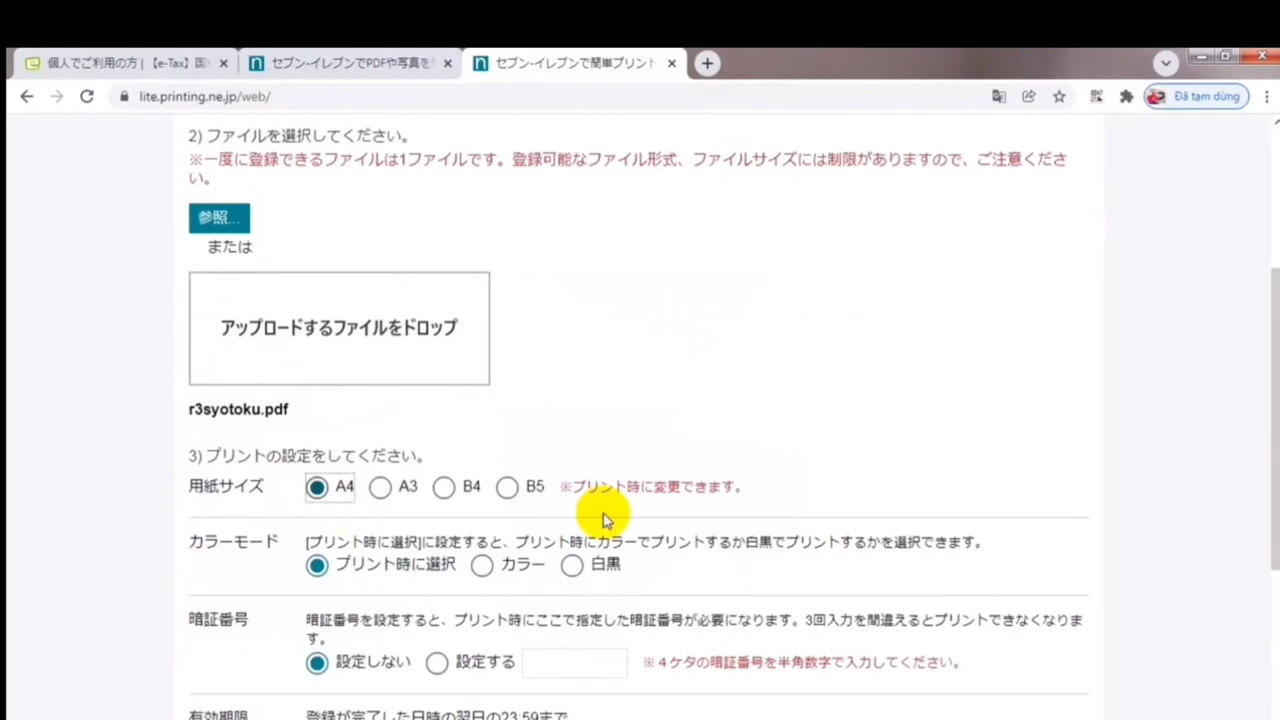 個人でご利用の方 | 【e-Tax】国
セブン-イレブンでPDFや写真を
セブン-イレブンで簡単プリント
lite.printing.ne.jp/web/
Đã tạm dừng
2) ファイルを選択してください。
※一度に登録できるファイルは1ファイルです。登録可能なファイル形式、ファイルサイズには制限がありますので、ご注意くださ
い。
参照...
または
アップロードするファイルをドロップ
r3syotoku.pdf
3) プリントの設定をしてください。
用紙サイズ A4 A3 B4 B5 ※プリント時に変更できます。
カラーモード [プリント時に選択]に設定すると、プリント時にカラーでプリントするか白黒でプリントするかを選択できます。
プリント時に選択 カラー 白黒
暗証番号 暗証番号を設定すると、プリント時にここで指定した暗証番号が必要になります。3回入力を間違えるとプリントできなくなりま
す。
設定しない 設定する ※４ケタの暗証番号を半角数字で入力してください。
有効期限 登録が完了した日時の翌日の23:59まで